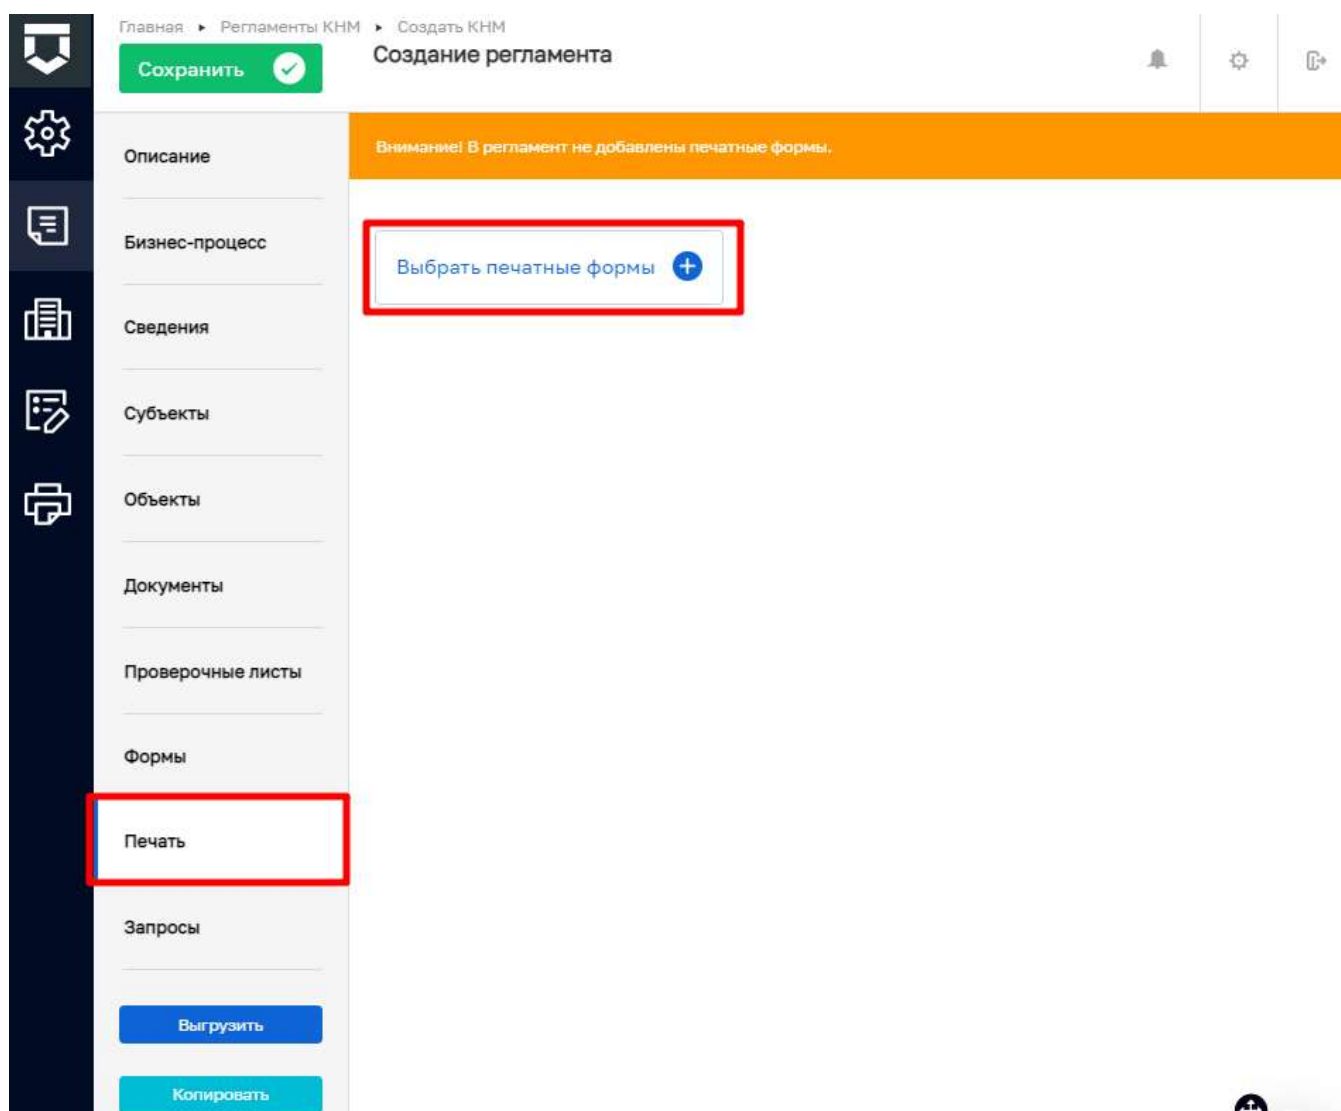 Главная ▸ Регламенты КНМ ▸ Создать КНМ
Сохранить
Создание регламента
Описание
Внимание! В регламент не добавлены печатные формы.
Бизнес-процесс
Выбрать печатные формы
Сведения
Субъекты
Объекты
Документы
Проверочные листы
Формы
Печать
Запросы
Выгрузить
Копировать